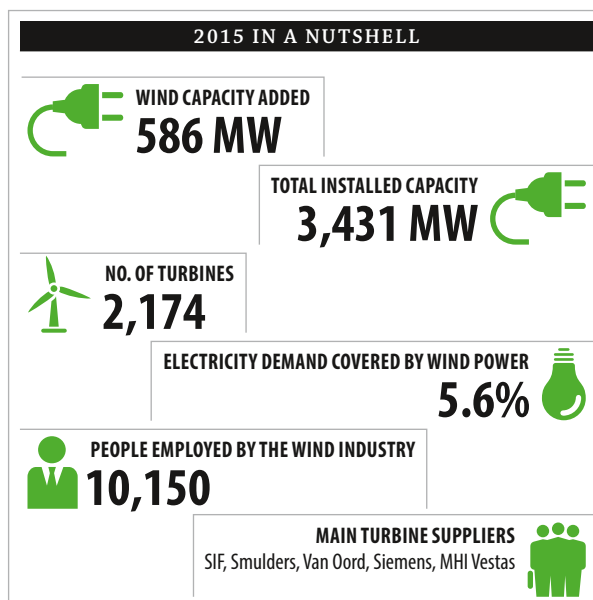 2015 IN A NUTSHELL
WIND CAPACITY ADDED
586 MW
TOTAL INSTALLED CAPACITY
3,431 MW
NO. OF TURBINES
2,174
ELECTRICITY DEMAND COVERED BY WIND POWER
5.6%
PEOPLE EMPLOYED BY THE WIND INDUSTRY
10,150
MAIN TURBINE SUPPLIERS
SIF, Smulders, Van Oord, Siemens, MHI Vestas